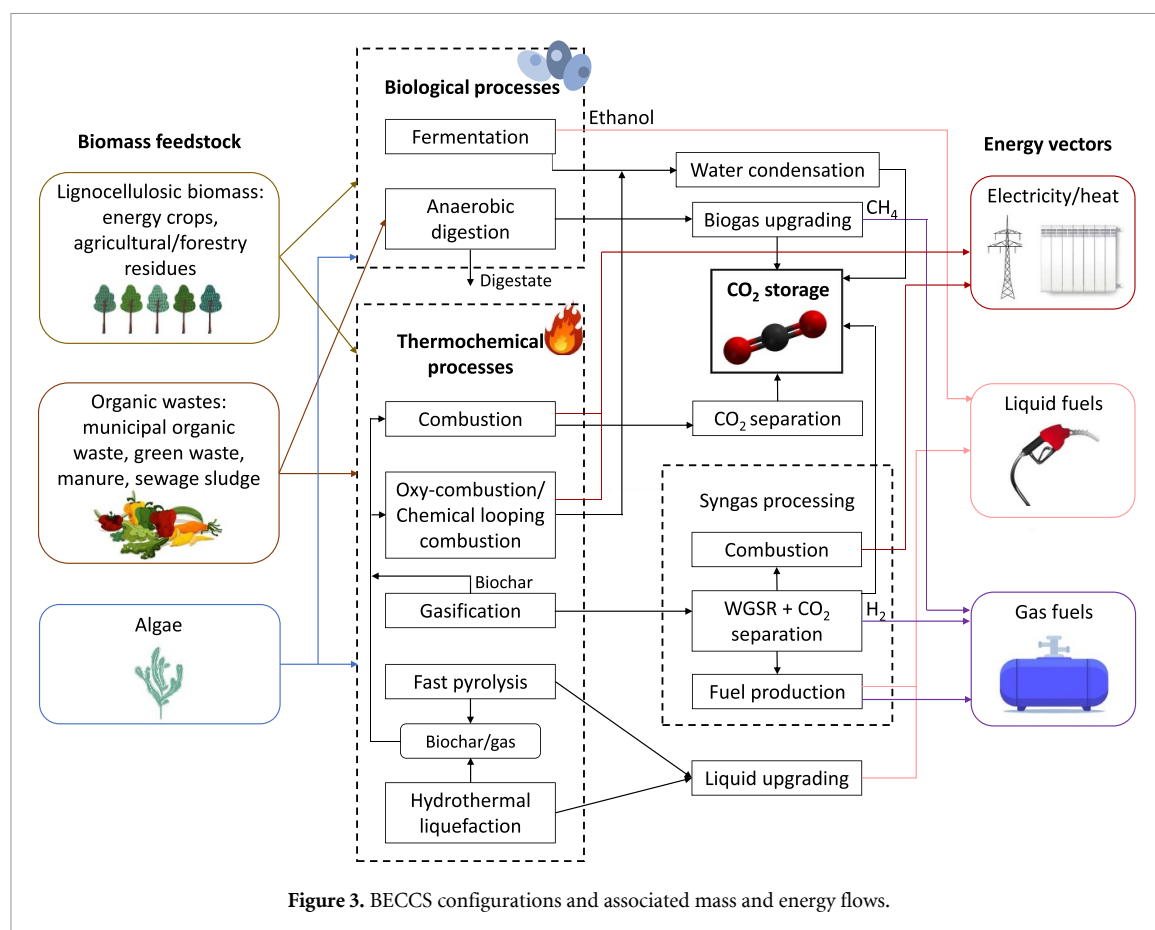 Biomass feedstock
Lignocellulosic biomass:
energy crops,
agricultural/forestry
residues
Organic wastes:
municipal organic
waste, green waste,
manure, sewage sludge
Algae
Biological processes
Fermentation
Anaerobic
digestion
Digestate
Thermochemical
processes
Combustion
Oxy-combustion/
Chemical looping
combustion
Biochar
Gasification
Fast pyrolysis
Biochar/gas
Hydrothermal
liquefaction
Ethanol
Water condensation
Biogas upgrading
CH₄
CO₂ storage
CO₂ separation
Syngas processing
Combustion
WGSR + CO₂
separation
H₂
Fuel production
Liquid upgrading
Energy vectors
Electricity/heat
Liquid fuels
Gas fuels
Figure 3. BECCS configurations and associated mass and energy flows.